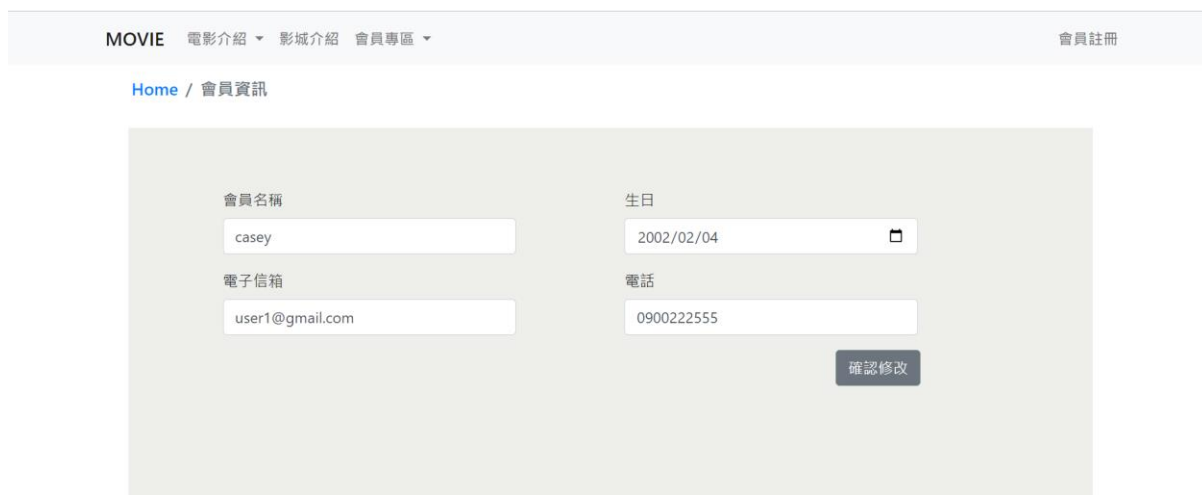 MOVIE 電影介紹 影城介紹 會員專區 會員註冊
Home / 會員資訊
會員名稱 生日
casey 2002/02/04
電子信箱 電話
user1@gmail.com 0900222555
確認修改